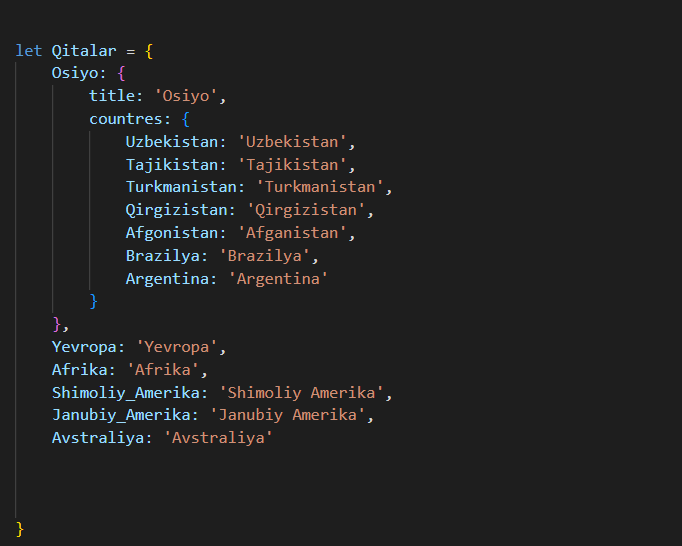 let Qitalar = {
    Osiyo: {
        title: 'Osiyo',
        countres: {
            Uzbekistan: 'Uzbekistan',
            Tajikistan: 'Tajikistan',
            Turkmanistan: 'Turkmanistan',
            Qirgizistan: 'Qirgizistan',
            Afgonistan: 'Afganistan',
            Brazilya: 'Brazilya',
            Argentina: 'Argentina'
        }
    },
    Yevropa: 'Yevropa',
    Afrika: 'Afrika',
    Shimoliy_Amerika: 'Shimoliy Amerika',
    Janubiy_Amerika: 'Janubiy Amerika',
    Avstraliya: 'Avstraliya'
}